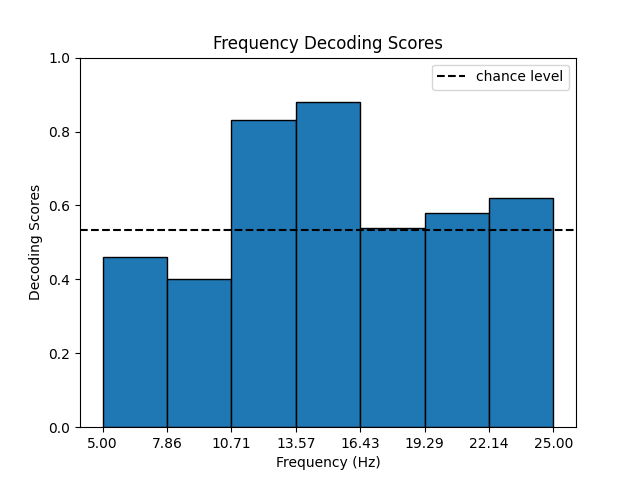 Frequency Decoding Scores
chance level
Decoding Scores
1.0
0.8
0.6
0.4
0.2
0.0
5.00 7.86 10.71 13.57 16.43 19.29 22.14 25.00
Frequency (Hz)